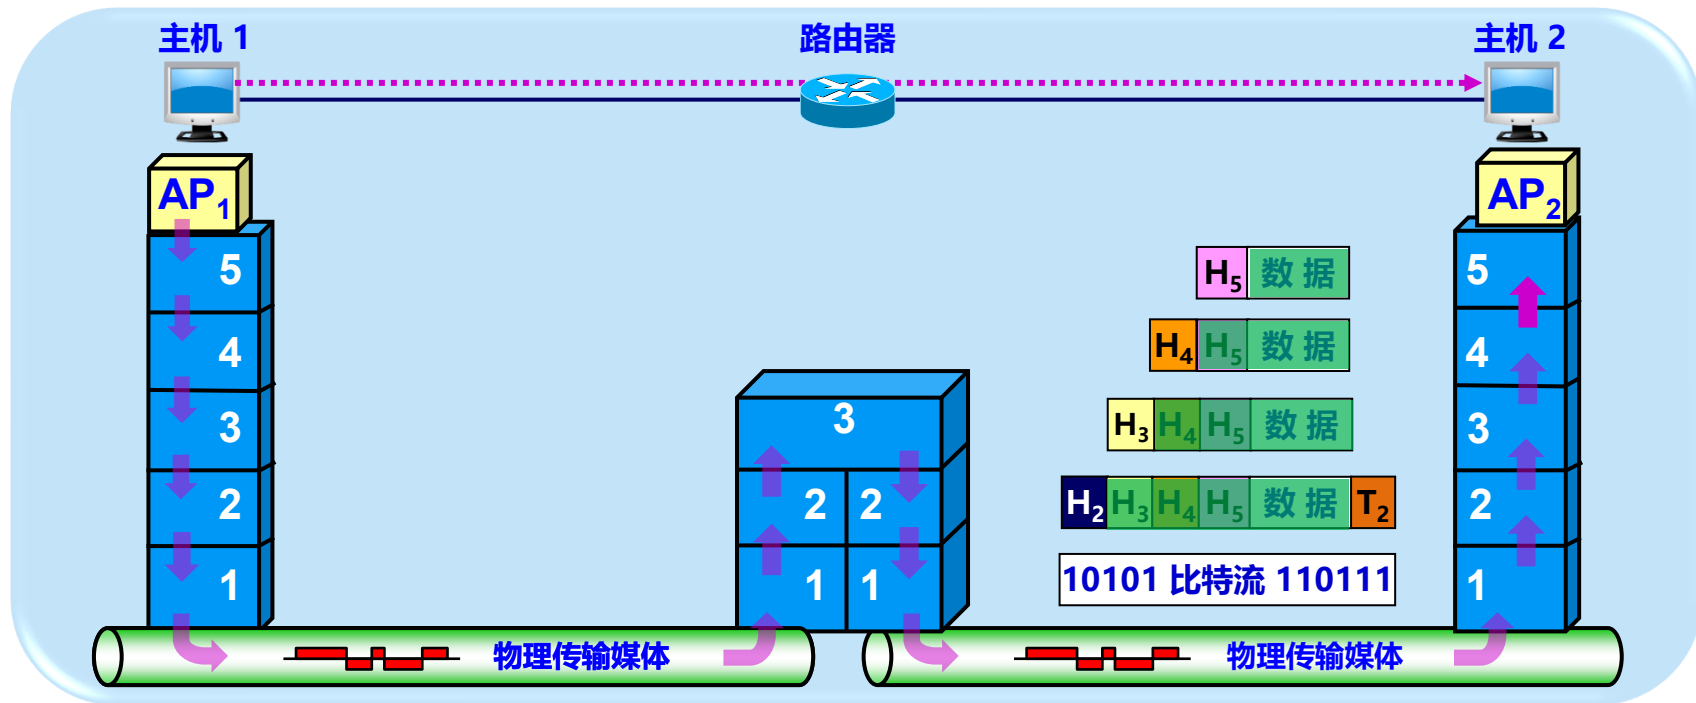 主机 1
路由器
主机 2
AP1
AP2
5
4
3
2
1
3
2 2
1 1
H5 数 据
H4 H5 数 据
H3 H4 H5 数 据
H2 H3 H4 H5 数 据 T2
10101 比特流 110111
5
4
3
2
1
物理传输媒体
物理传输媒体